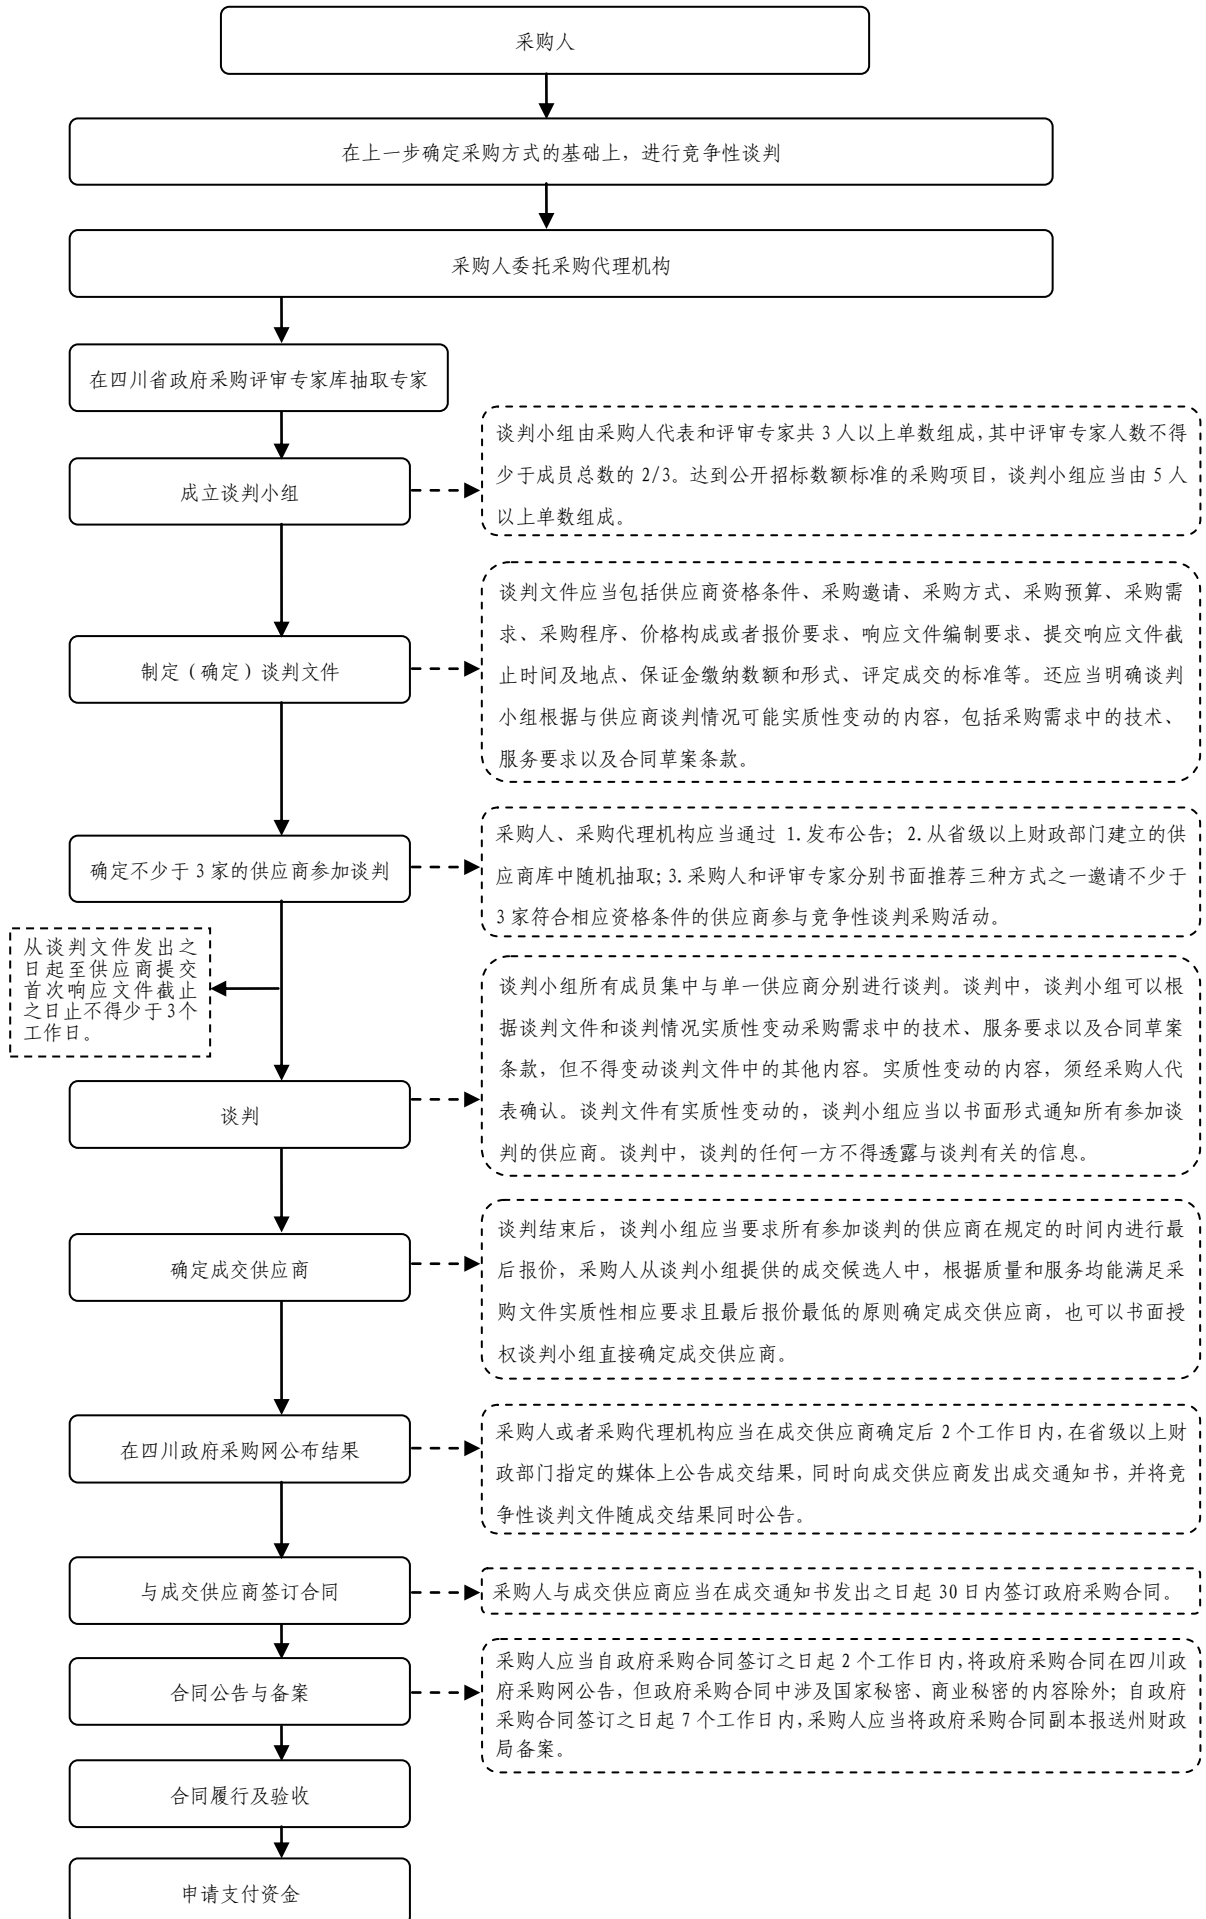 采购人
在上一步确定采购方式的基础上，进行竞争性谈判
采购人委托采购代理机构
在四川省政府采购评审专家库抽取专家
成立谈判小组
谈判小组由采购人代表和评审专家共 3 人以上单数组成，其中评审专家人数不得
少于成员总数的 2/3。达到公开招标数额标准的采购项目，谈判小组应当由 5 人
以上单数组成。
制定（确定）谈判文件
谈判文件应当包括供应商资格条件、采购邀请、采购方式、采购预算、采购需
求、采购程序、价格构成或者报价要求、响应文件编制要求、提交响应文件截
止时间及地点、保证金缴纳数额和形式、评定成交的标准等。还应当明确谈判
小组根据与供应商谈判情况可能实质性变动的内容，包括采购需求中的技术、
服务要求以及合同草案条款。
确定不少于 3 家的供应商参加谈判
采购人、采购代理机构应当通过 1.发布公告；2.从省级以上财政部门建立的供
应商库中随机抽取；3.采购人和评审专家分别书面推荐三种方式之一邀请不少于
3 家符合相应资格条件的供应商参与竞争性谈判采购活动。
从谈判文件发出之
日起至供应商提交
首次响应文件截止
之日止不得少于3个
工作日。
谈判
谈判小组所有成员集中与单一供应商分别进行谈判。谈判中，谈判小组可以根
据谈判文件和谈判情况实质性变动采购需求中的技术、服务要求以及合同草案
条款，但不得变动谈判文件中的其他内容。实质性变动的内容，须经采购人代
表确认。谈判文件有实质性变动的，谈判小组应当以书面形式通知所有参加谈
判的供应商。谈判中，谈判的任何一方不得透露与谈判有关的信息。
确定成交供应商
谈判结束后，谈判小组应当要求所有参加谈判的供应商在规定的时间内进行最
后报价，采购人从谈判小组提供的成交候选人中，根据质量和服务均能满足采
购文件实质性相应要求且最后报价最低的原则确定成交供应商，也可以书面授
权谈判小组直接确定成交供应商。
在四川政府采购网公布结果
采购人或者采购代理机构应当在成交供应商确定后 2 个工作日内，在省级以上财
政部门指定的媒体上公告成交结果，同时向成交供应商发出成交通知书，并将竞
争性谈判文件随成交结果同时公告。
与成交供应商签订合同
采购人与成交供应商应当在成交通知书发出之日起 30 日内签订政府采购合同。
合同公告与备案
采购人应当自政府采购合同签订之日起 2 个工作日内，将政府采购合同在四川政
府采购网公告，但政府采购合同中涉及国家秘密、商业秘密的内容除外；自政府
采购合同签订之日起 7 个工作日内，采购人应当将政府采购合同副本报送州财政
局备案。
合同履行及验收
申请支付资金